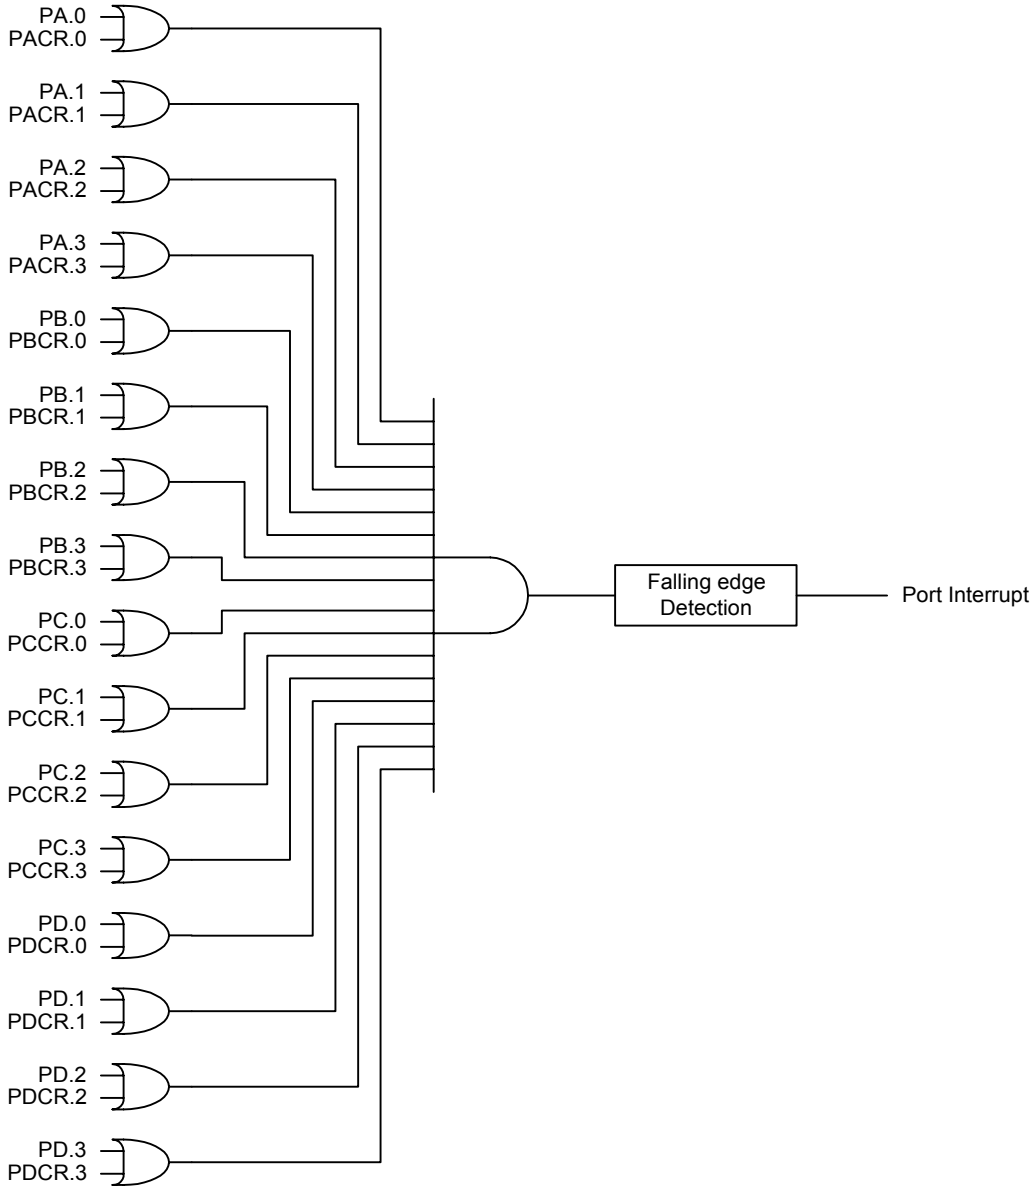 PA.0
PACR.0
PA.1
PACR.1
PA.2
PACR.2
PA.3
PACR.3
PB.0
PBCR.0
PB.1
PBCR.1
PB.2
PBCR.2
PB.3
PBCR.3
PC.0
PCCR.0
PC.1
PCCR.1
PC.2
PCCR.2
PC.3
PCCR.3
PD.0
PDCR.0
PD.1
PDCR.1
PD.2
PDCR.2
PD.3
PDCR.3
Falling edge
Detection
Port Interrupt